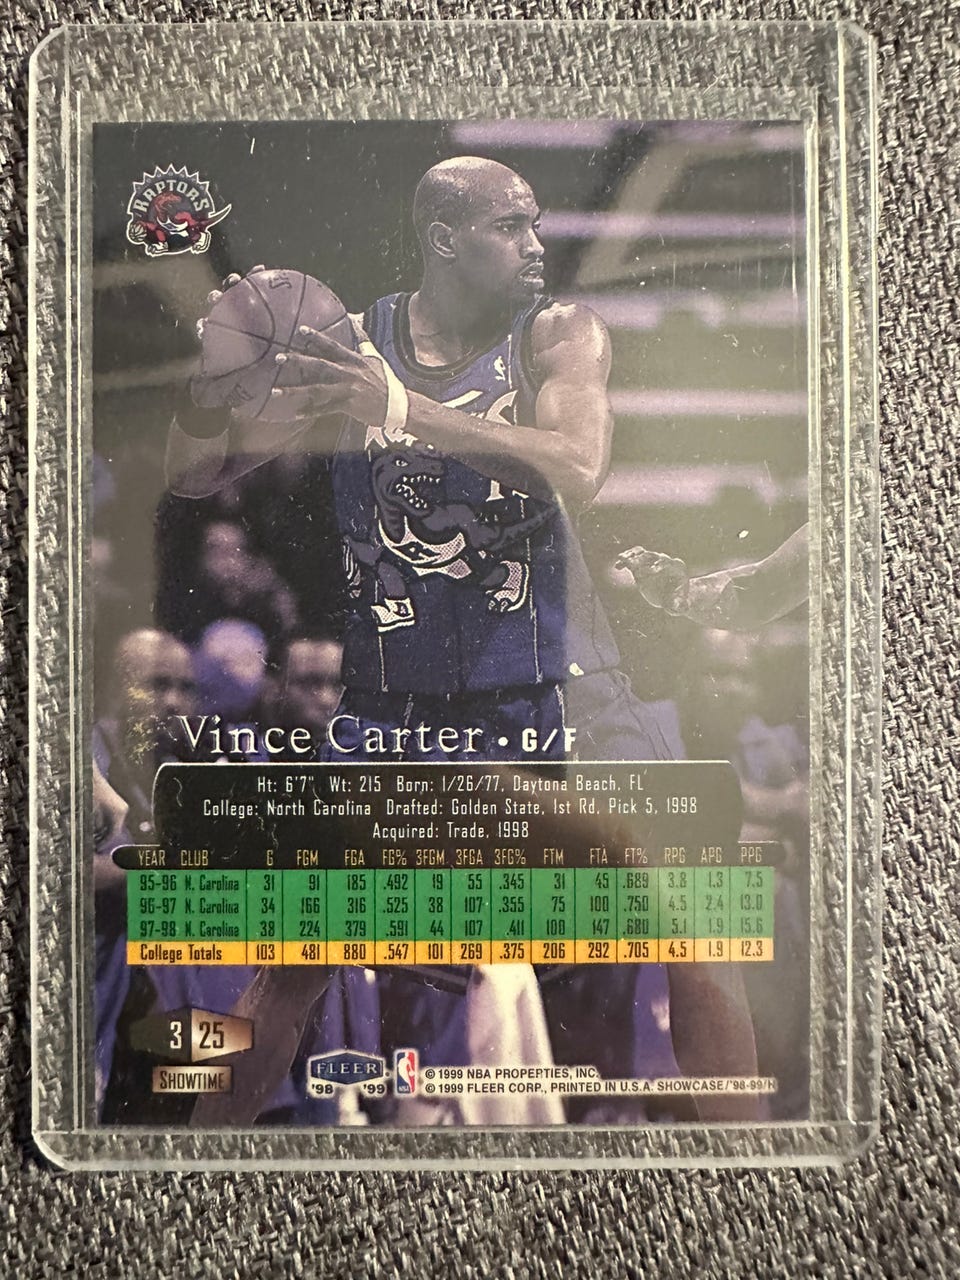 RAPTORS
Vince Carter • G/F
Ht: 6'7" Wt: 215 Born: 1/26/77, Daytona Beach, FL
College: North Carolina Drafted: Golden State, 1st Rd, Pick 5, 1998
Acquired: Trade, 1998
YEAR CLUB G FGM FGA FG% 3FGM 3FGA 3FG% FTM FTA FT% RPG APG PPG
95-96 N. Carolina 31 91 185 .492 19 55 .345 31 45 .689 3.8 1.3 7.5
96-97 N. Carolina 34 166 316 .525 38 107 .355 75 100 .750 4.5 2.4 13.0
97-98 N. Carolina 38 224 379 .591 44 107 .411 100 147 .680 5.1 1.9 15.6
College Totals 103 481 880 .547 101 269 .375 206 292 .705 4.5 1.9 12.3
3 25
SHOWTIME
FLEER
'98 '99
NBA
© 1999 NBA PROPERTIES, INC.
© 1999 FLEER CORP., PRINTED IN U.S.A. SHOWCASE/'98-99/N